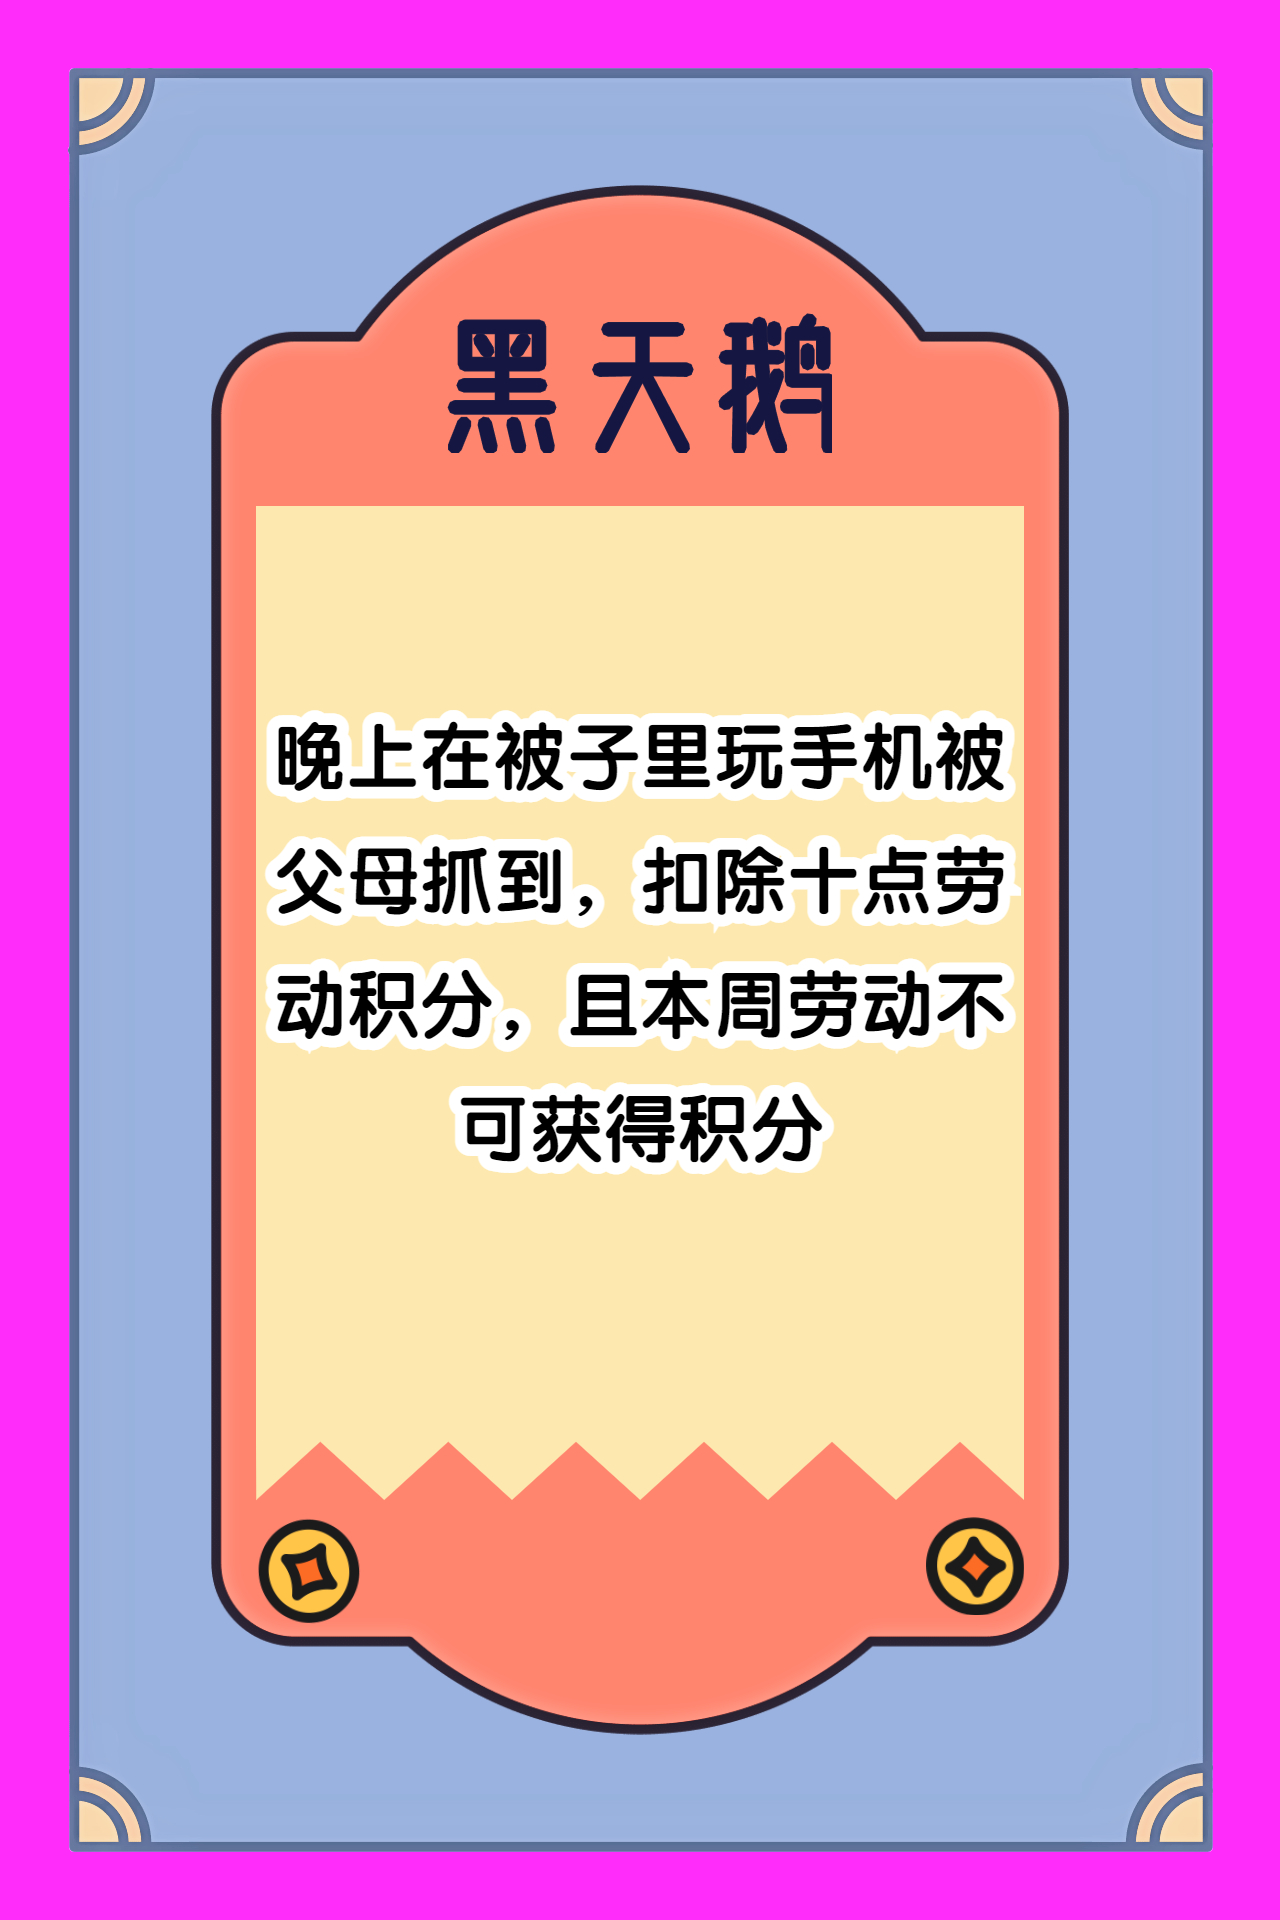 黑天鹅
晚上在被子里玩手机被
父母抓到，扣除十点劳
动积分，且本周劳动不
可获得积分